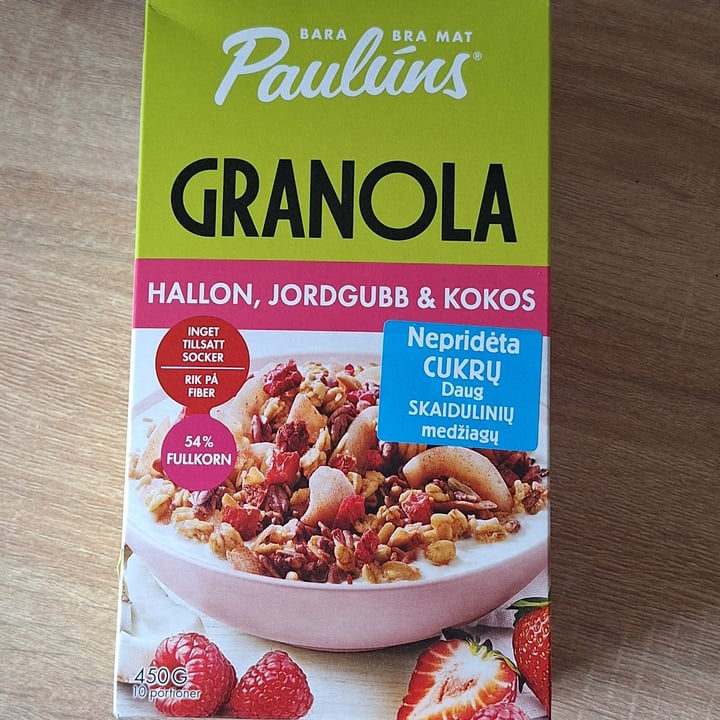 BARA BRA MAT
Paulúns®
GRANOLA
HALLON, JORDGUBB & KOKOS
INGET
TILLSATT
SOCKER
RIK PÅ
FIBER
54%
FULLKORN
Nepridėta
CUKRŲ
Daug
SKAIDULINIŲ
medžiagų
450G
10 portioner